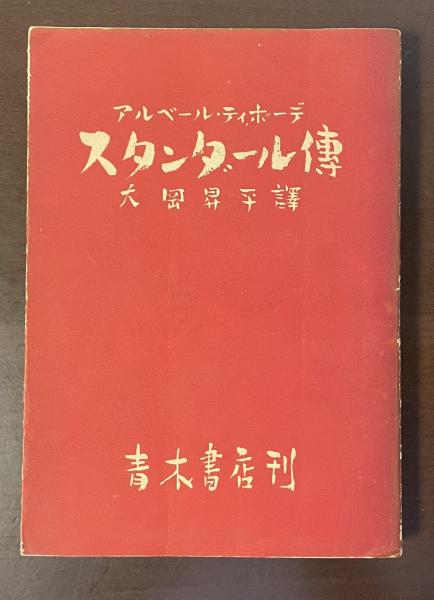 アルベール・ティボーデ
スタンダール傳
大岡昇平譯
青木書店刊